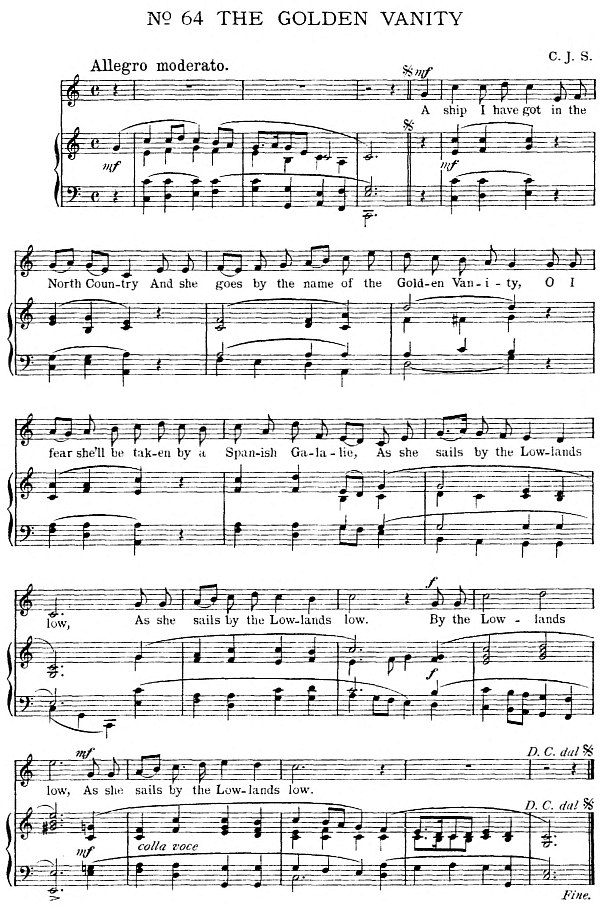 No 64 THE GOLDEN VANITY
C. J. S.
Allegro moderato.
mf
A ship I have got in the
mf
mf
North Coun-try And she goes by the name of the Gold-en Van-i-ty, O I
fear she'll be tak-en by a Span-ish Ga-la-lie, As she sails by the Low-lands
f
low, As she sails by the Low-lands low. By the Low-lands
f
mf
D. C. dal
low, As she sails by the Low-lands low.
D. C. dal
mf
colla voce
Fine.